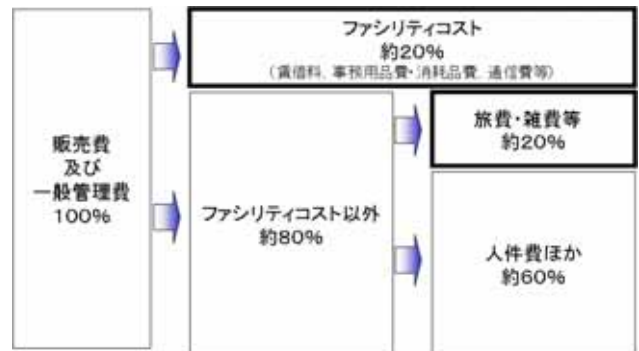 ファシリティコスト
約20%
(賃借料、事務用品費・消耗品費、通信費等)
販売費
及び
一般管理費
100%
ファシリティコスト以外
約80%
旅費・雑費等
約20%
人件費ほか
約60%